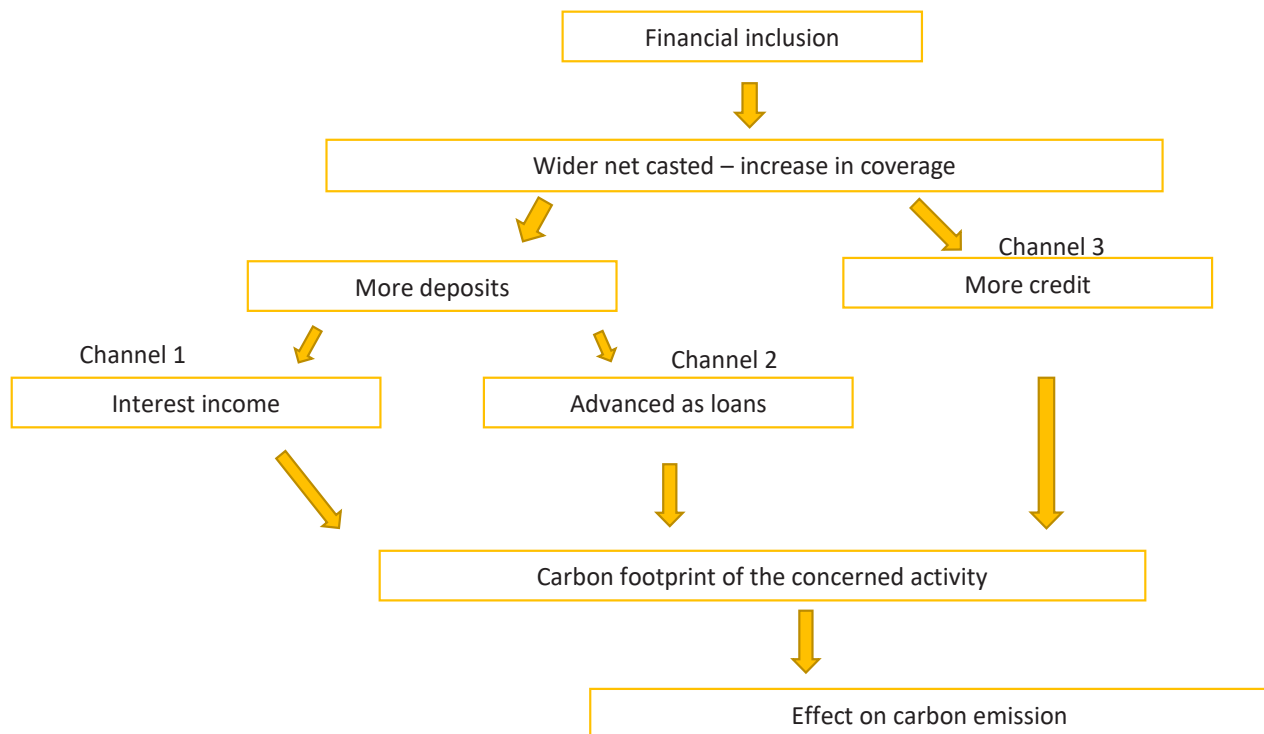 Financial inclusion
Wider net casted – increase in coverage
Channel 3
More deposits
More credit
Channel 1
Channel 2
Interest income
Advanced as loans
Carbon footprint of the concerned activity
Effect on carbon emission